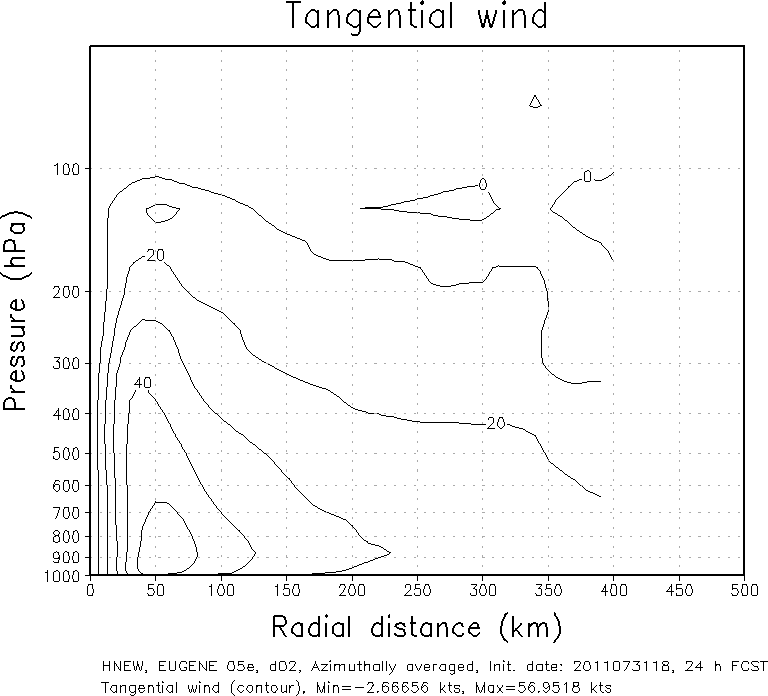 Tangential wind
100
200
300
400
500
600
700
800
900
1000
0
0
20
40
20
0 50 100 150 200 250 300 350 400 450 500
Pressure (hPa)
Radial distance (km)
HNEW, EUGENE 05e, d02, Azimuthally averaged, Init. date: 2011073118, 24 h FCST
Tangential wind (contour), Min=-2.66656 kts, Max=56.9518 kts